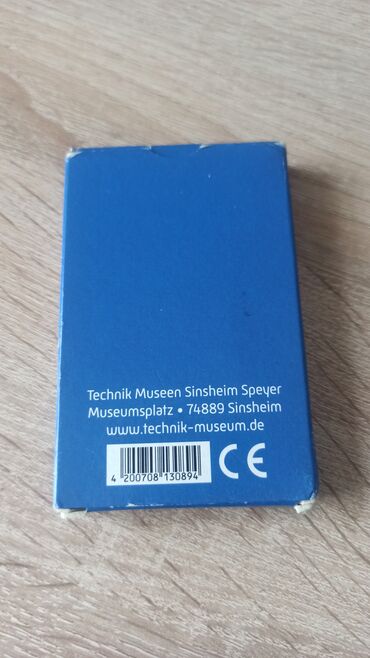 Technik Museen Sinsheim Speyer
Museumsplatz • 74889 Sinsheim
www.technik-museum.de
4 200708 130894
CE